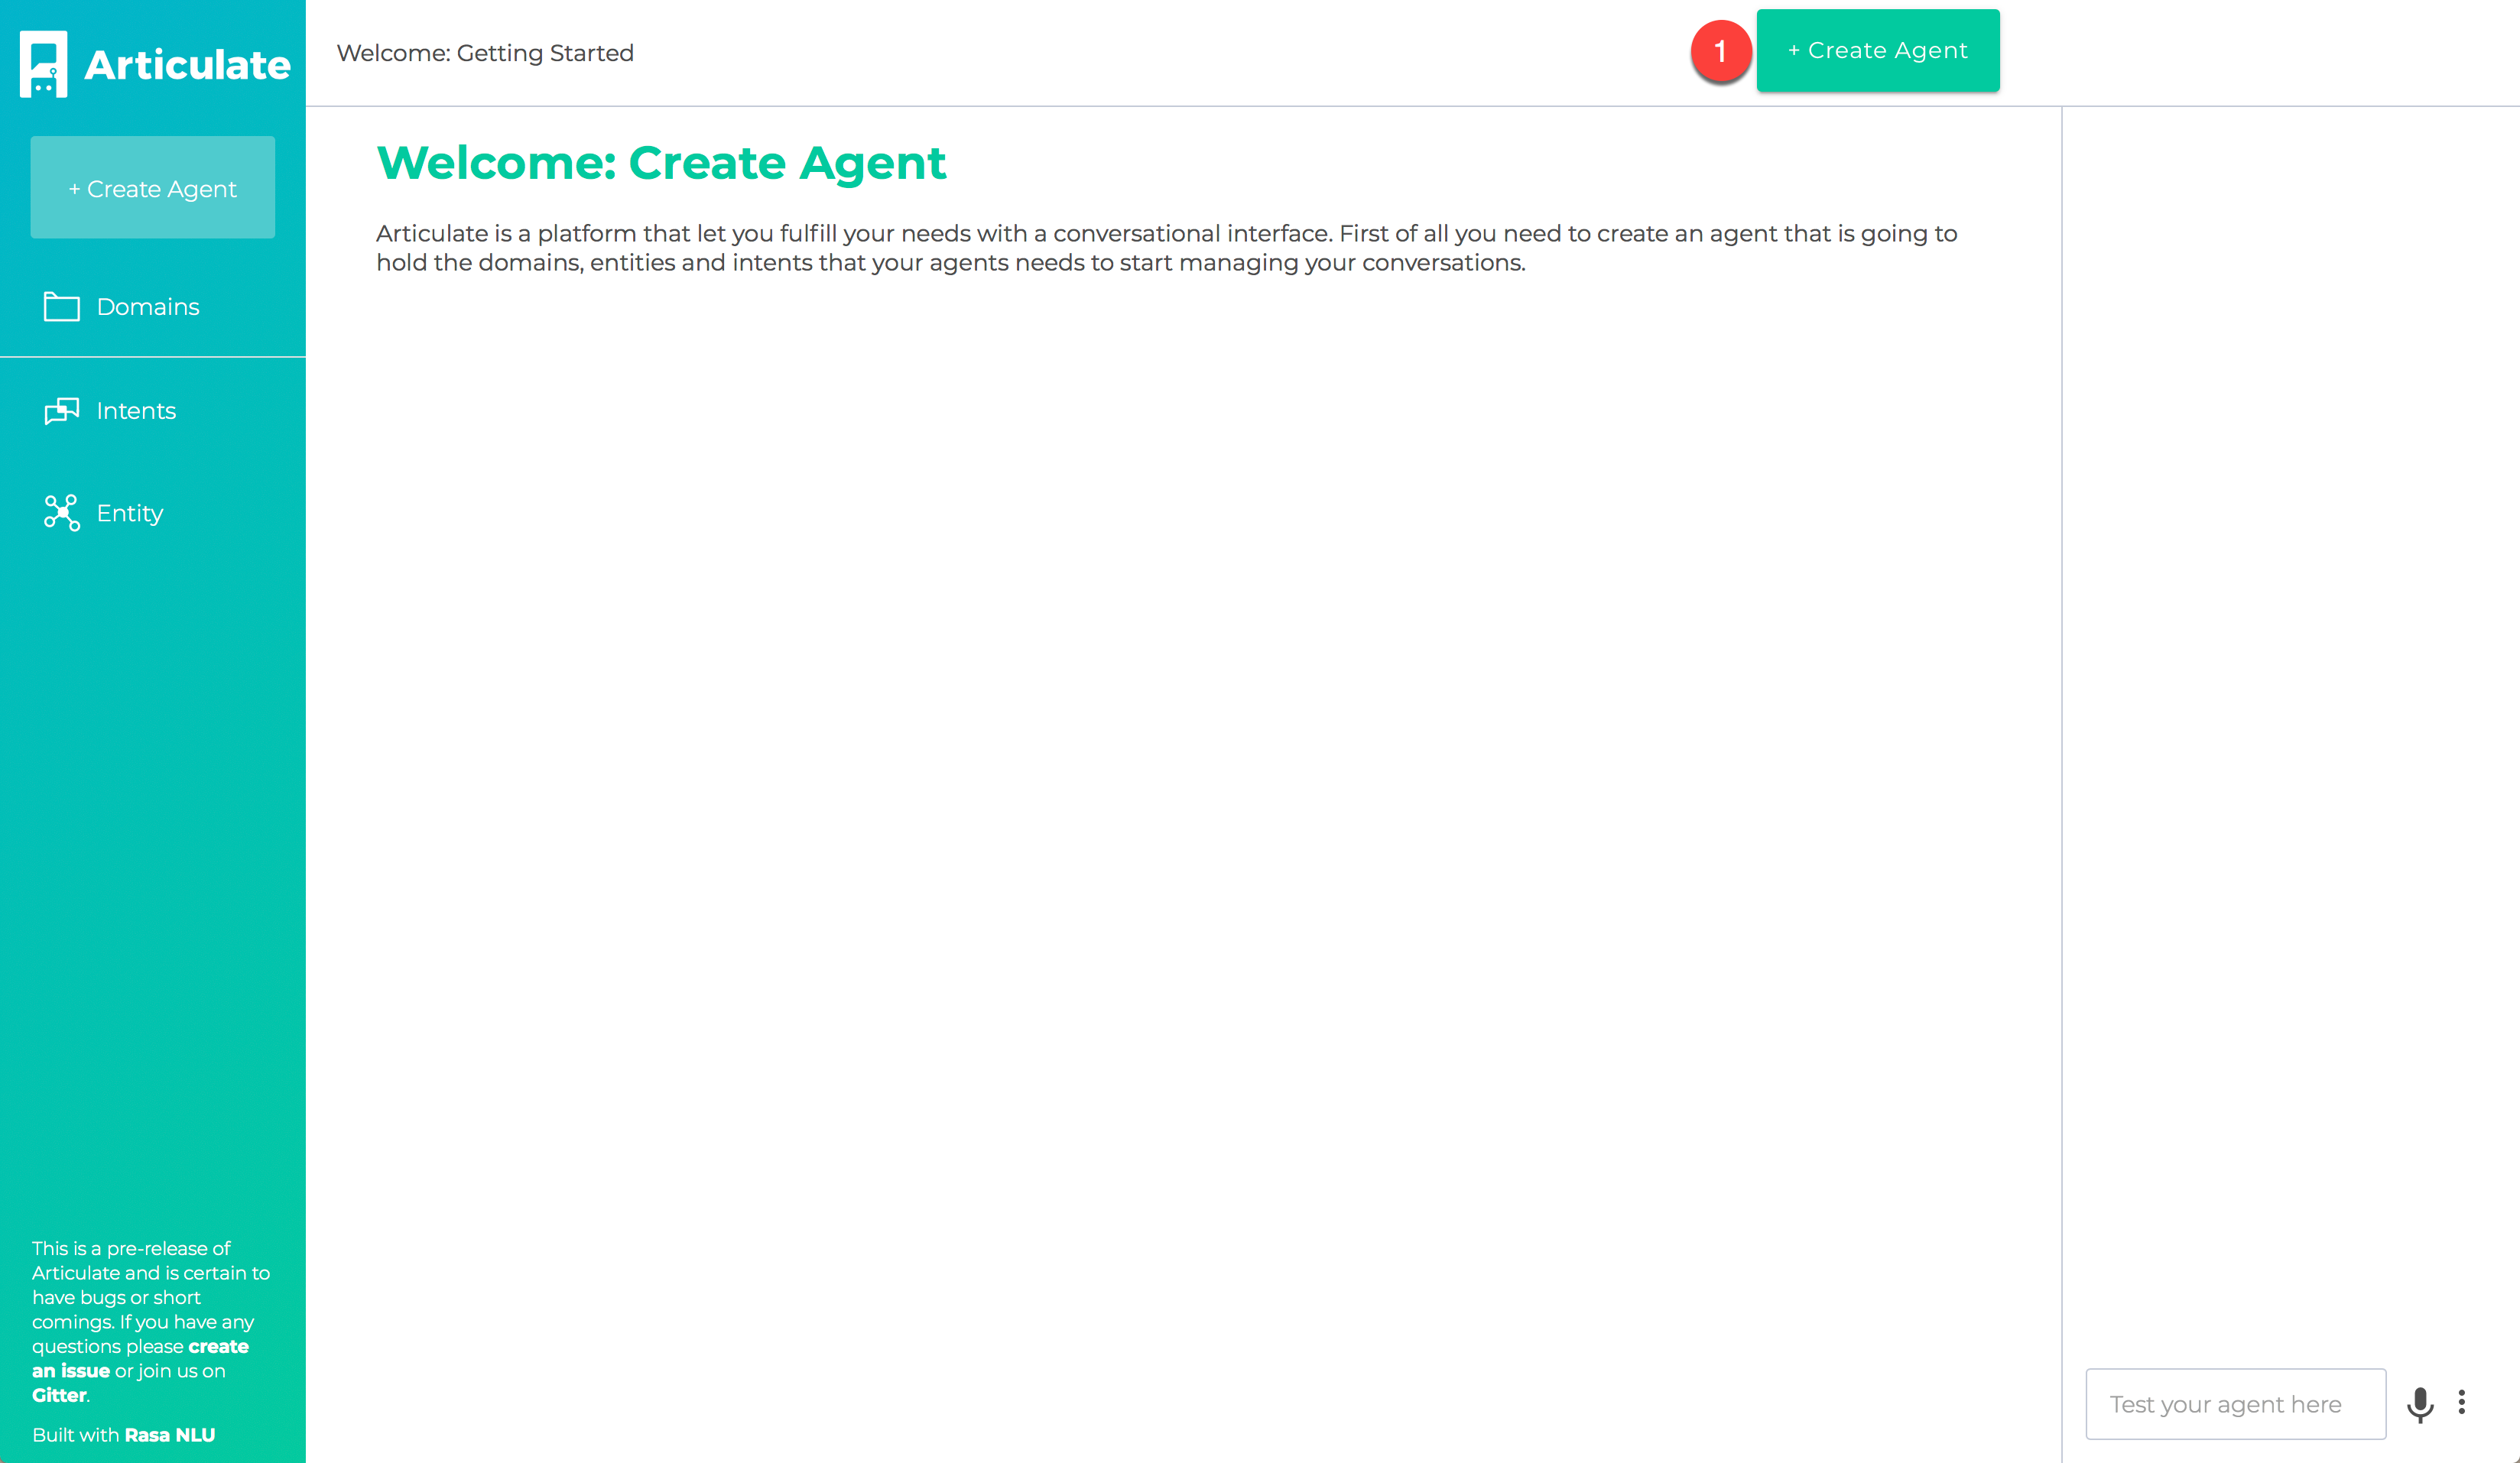 Articulate
+ Create Agent
Domains
Intents
Entity
This is a pre-release of
Articulate and is certain to
have bugs or short
comings. If you have any
questions please create
an issue or join us on
Gitter.
Built with Rasa NLU
Welcome: Getting Started
1
+ Create Agent
Welcome: Create Agent
Articulate is a platform that let you fulfill your needs with a conversational interface. First of all you need to create an agent that is going to
hold the domains, entities and intents that your agents needs to start managing your conversations.
Test your agent here